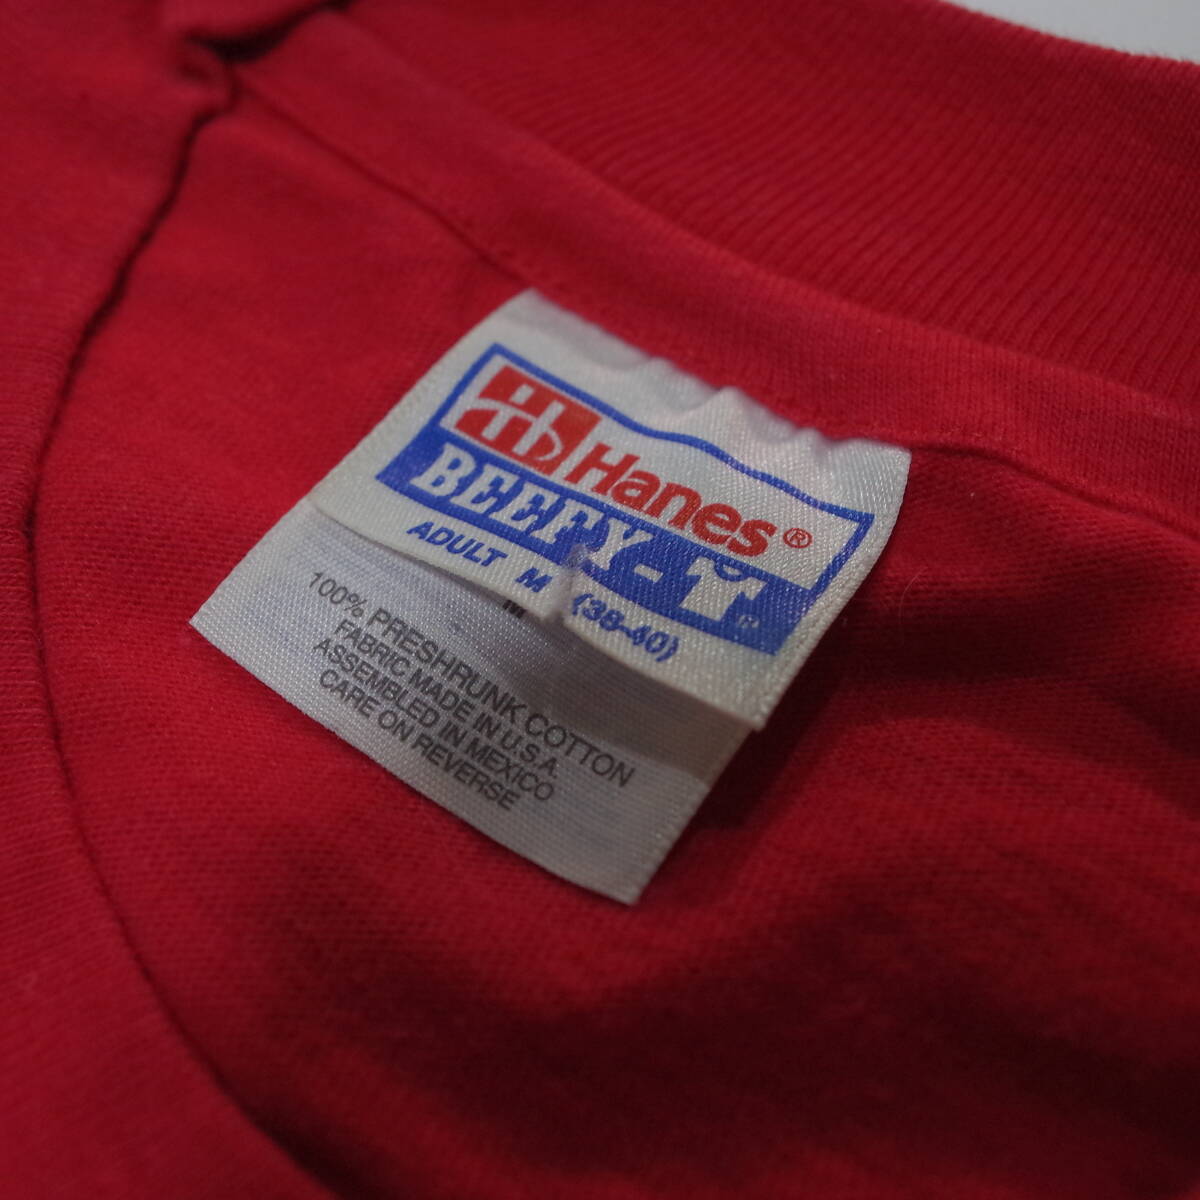 Hanes®
BEEFY-T®
ADULT M (38-40)
M
100% PRESHRUNK COTTON
FABRIC MADE IN U.S.A.
ASSEMBLED IN MEXICO
CARE ON REVERSE